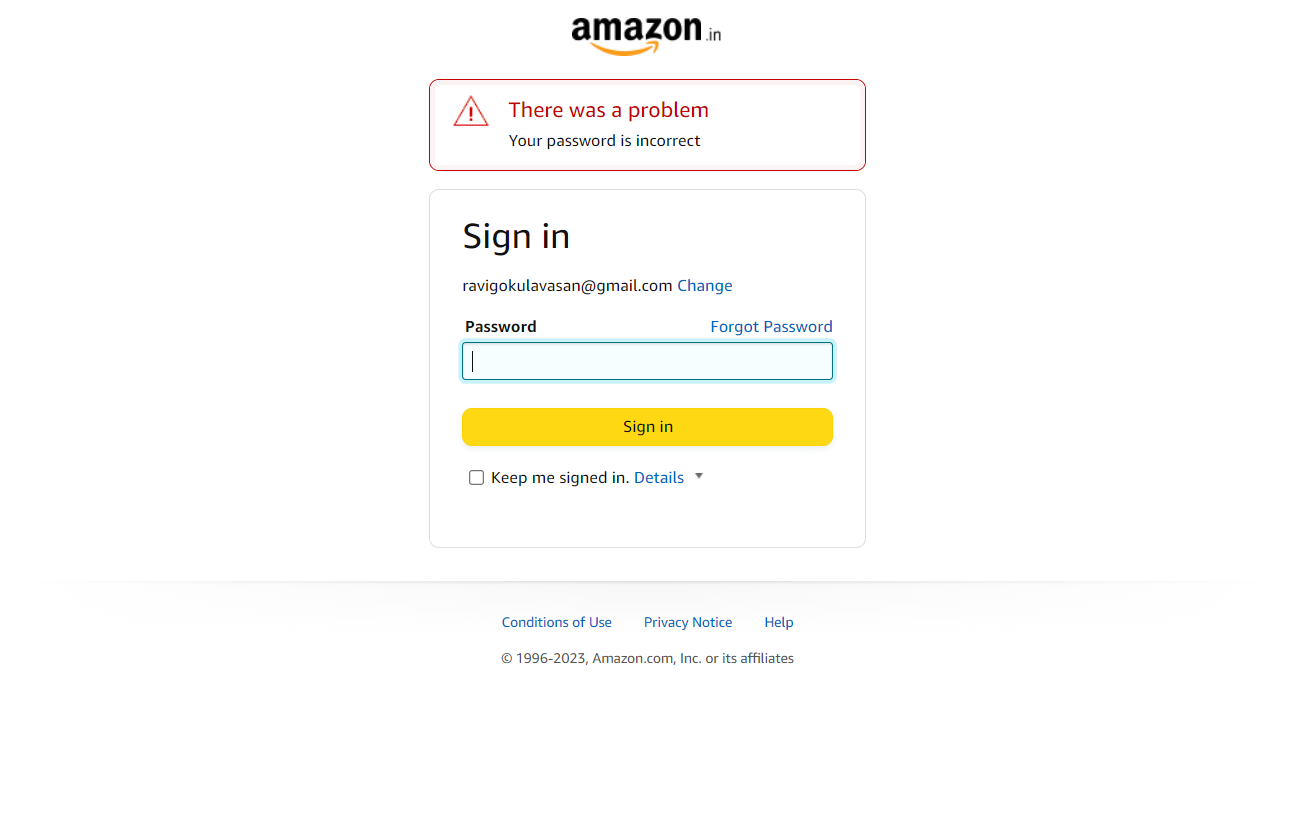 amazon.in
There was a problem
Your password is incorrect
Sign in
ravigokulavasan@gmail.com Change
Password Forgot Password
Sign in
Keep me signed in. Details
Conditions of Use Privacy Notice Help
© 1996-2023, Amazon.com, Inc. or its affiliates